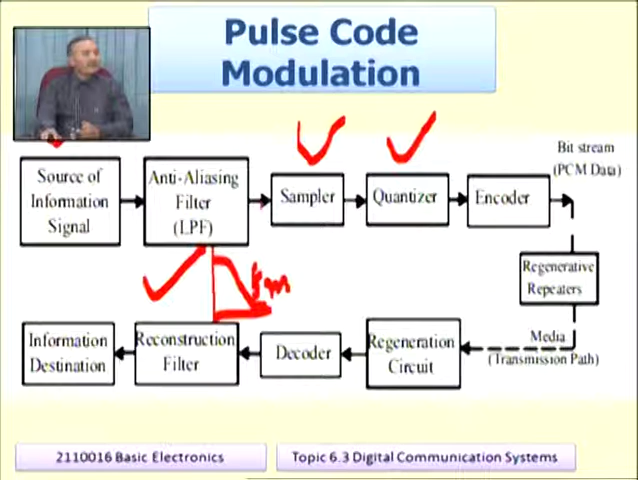 Pulse Code
Modulation
Source of
Information
Signal
Anti-Aliasing
Filter
(LPF)
Sampler
Quantizer
Encoder
Bit stream
(PCM Data)
Regenerative
Repeaters
fm
Media
(Transmission Path)
Regeneration
Circuit
Decoder
Reconstruction
Filter
Information
Destination
2110016 Basic Electronics
Topic 6.3 Digital Communication Systems